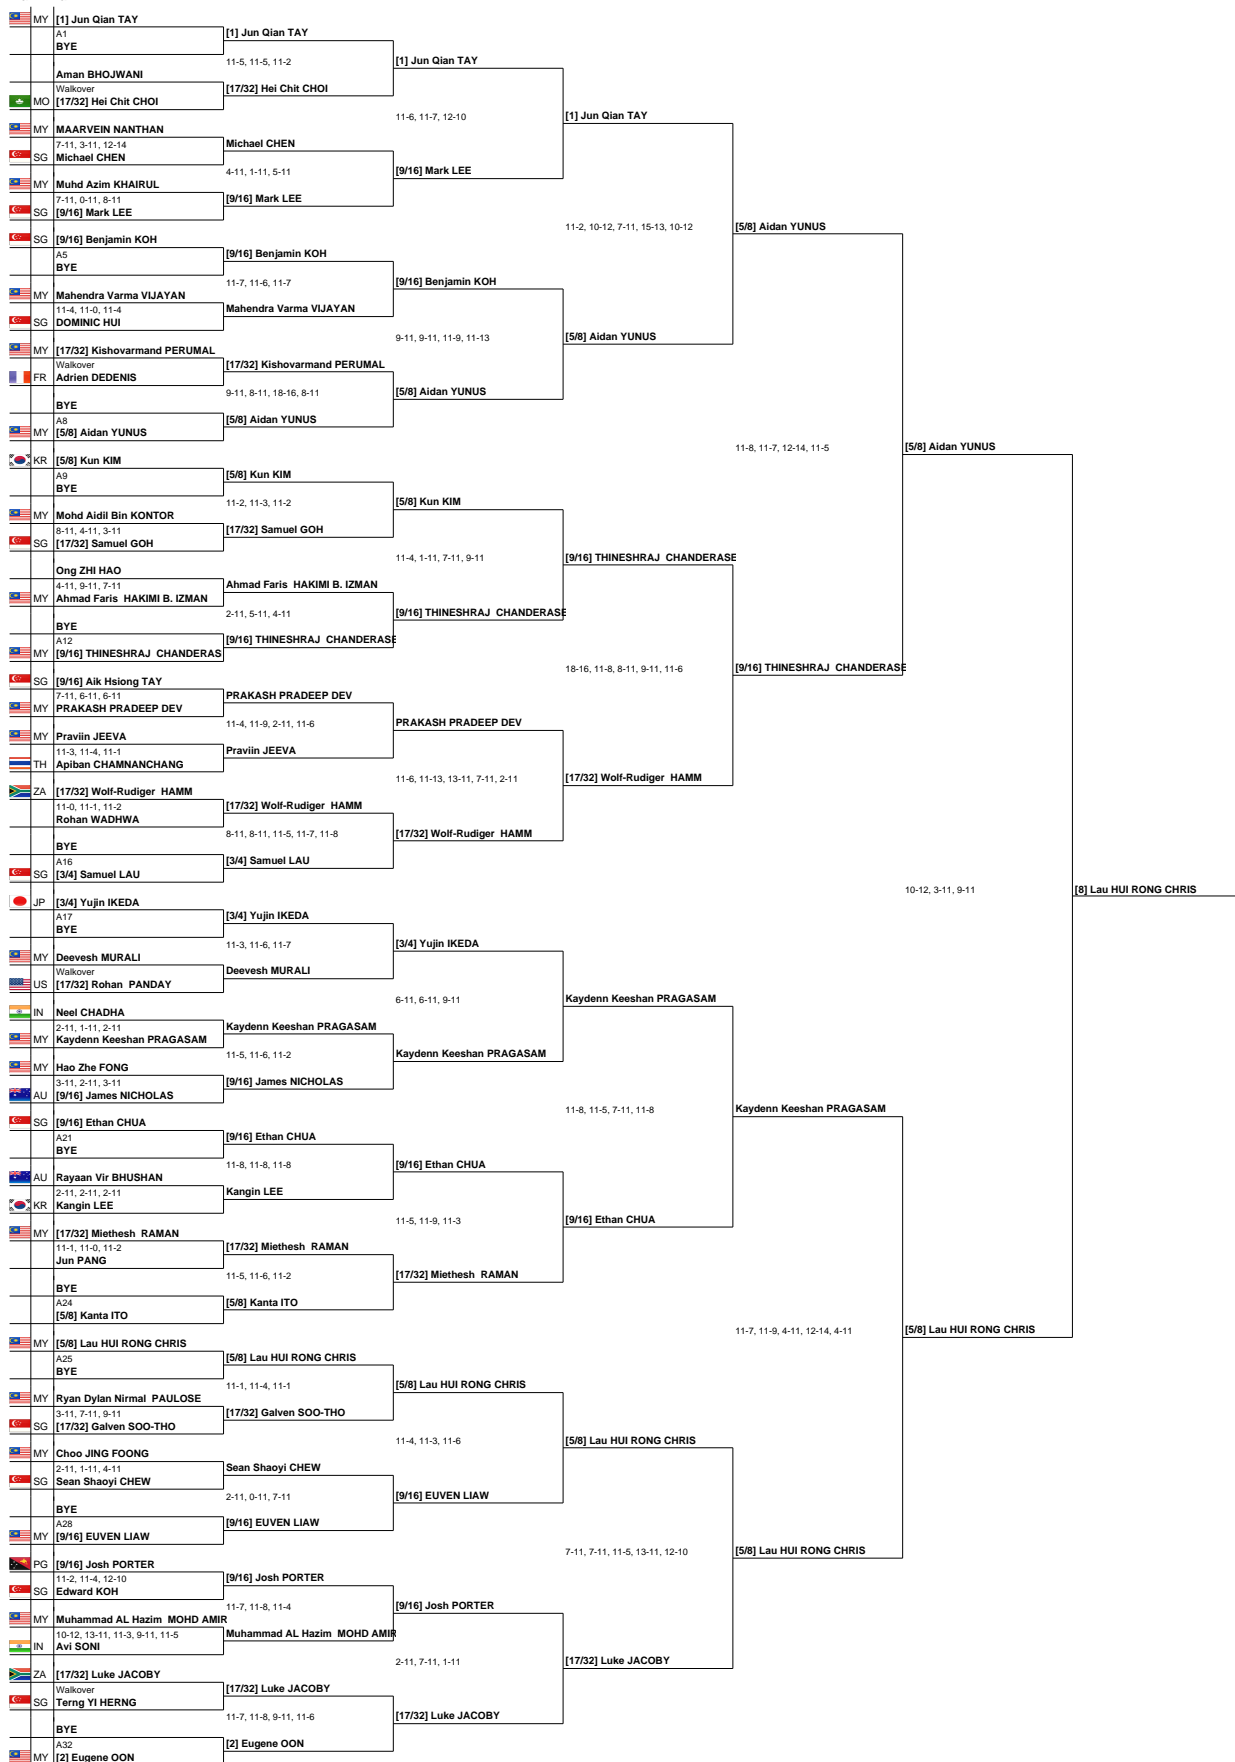 MY [1] Jun Qian TAY
A1 [1] Jun Qian TAY
BYE
11-5, 11-5, 11-2 [1] Jun Qian TAY
Aman BHOJWANI
Walkover [17/32] Hei Chit CHOI
MO [17/32] Hei Chit CHOI
11-6, 11-7, 12-10 [1] Jun Qian TAY
MY MAARVEIN NANTHAN
7-11, 3-11, 12-14 Michael CHEN
SG Michael CHEN
4-11, 1-11, 5-11 [9/16] Mark LEE
MY Muhd Azim KHAIRUL
7-11, 0-11, 8-11 [9/16] Mark LEE
SG [9/16] Mark LEE
11-2, 10-12, 7-11, 15-13, 10-12 [5/8] Aidan YUNUS
SG [9/16] Benjamin KOH
A5 [9/16] Benjamin KOH
BYE
11-7, 11-6, 11-7 [9/16] Benjamin KOH
MY Mahendra Varma VIJAYAN
11-4, 11-0, 11-4 Mahendra Varma VIJAYAN
SG DOMINIC HUI
9-11, 9-11, 11-9, 11-13 [5/8] Aidan YUNUS
MY [17/32] Kishovarmand PERUMAL
Walkover [17/32] Kishovarmand PERUMAL
FR Adrien DEDENIS
9-11, 8-11, 18-16, 8-11 [5/8] Aidan YUNUS
BYE
A8 [5/8] Aidan YUNUS
MY [5/8] Aidan YUNUS
11-8, 11-7, 12-14, 11-5 [5/8] Aidan YUNUS
KR [5/8] Kun KIM
A9 [5/8] Kun KIM
BYE
11-2, 11-3, 11-2 [5/8] Kun KIM
MY Mohd Aidil Bin KONTOR
8-11, 4-11, 3-11 [17/32] Samuel GOH
SG [17/32] Samuel GOH
11-4, 1-11, 7-11, 9-11 [9/16] THINESHRAJ CHANDERASE
Ong ZHI HAO
4-11, 9-11, 7-11 Ahmad Faris HAKIMI B. IZMAN
MY Ahmad Faris HAKIMI B. IZMAN
2-11, 5-11, 4-11 [9/16] THINESHRAJ CHANDERASE
BYE
A12 [9/16] THINESHRAJ CHANDERASE
MY [9/16] THINESHRAJ CHANDERAS
18-16, 11-8, 8-11, 9-11, 11-6 [9/16] THINESHRAJ CHANDERASE
SG [9/16] Aik Hsiong TAY
7-11, 6-11, 6-11 PRAKASH PRADEEP DEV
MY PRAKASH PRADEEP DEV
11-4, 11-9, 2-11, 11-6 PRAKASH PRADEEP DEV
MY Praviin JEEVA
11-3, 11-4, 11-1 Praviin JEEVA
TH Apiban CHAMNANCHANG
11-6, 11-13, 13-11, 7-11, 2-11 [17/32] Wolf-Rudiger HAMM
ZA [17/32] Wolf-Rudiger HAMM
11-0, 11-1, 11-2 [17/32] Wolf-Rudiger HAMM
Rohan WADHWA
8-11, 8-11, 11-5, 11-7, 11-8 [17/32] Wolf-Rudiger HAMM
BYE
A16 [3/4] Samuel LAU
SG [3/4] Samuel LAU
10-12, 3-11, 9-11 [8] Lau HUI RONG CHRIS
JP [3/4] Yujin IKEDA
A17 [3/4] Yujin IKEDA
BYE
11-3, 11-6, 11-7 [3/4] Yujin IKEDA
MY Deevesh MURALI
Walkover Deevesh MURALI
US [17/32] Rohan PANDAY
6-11, 6-11, 9-11 Kaydenn Keeshan PRAGASAM
IN Neel CHADHA
2-11, 1-11, 2-11 Kaydenn Keeshan PRAGASAM
MY Kaydenn Keeshan PRAGASAM
11-5, 11-6, 11-2 Kaydenn Keeshan PRAGASAM
MY Hao Zhe FONG
3-11, 2-11, 3-11 [9/16] James NICHOLAS
AU [9/16] James NICHOLAS
11-8, 11-5, 7-11, 11-8 Kaydenn Keeshan PRAGASAM
SG [9/16] Ethan CHUA
A21 [9/16] Ethan CHUA
BYE
11-8, 11-8, 11-8 [9/16] Ethan CHUA
AU Rayaan Vir BHUSHAN
2-11, 2-11, 2-11 Kangin LEE
KR Kangin LEE
11-5, 11-9, 11-3 [9/16] Ethan CHUA
MY [17/32] Miethesh RAMAN
11-1, 11-0, 11-2 [17/32] Miethesh RAMAN
Jun PANG
11-5, 11-6, 11-2 [17/32] Miethesh RAMAN
BYE
A24 [5/8] Kanta ITO
[5/8] Kanta ITO
11-7, 11-9, 4-11, 12-14, 4-11 [5/8] Lau HUI RONG CHRIS
MY [5/8] Lau HUI RONG CHRIS
A25 [5/8] Lau HUI RONG CHRIS
BYE
11-1, 11-4, 11-1 [5/8] Lau HUI RONG CHRIS
MY Ryan Dylan Nirmal PAULOSE
3-11, 7-11, 9-11 [17/32] Galven SOO-THO
SG [17/32] Galven SOO-THO
11-4, 11-3, 11-6 [5/8] Lau HUI RONG CHRIS
MY Choo JING FOONG
2-11, 1-11, 4-11 Sean Shaoyi CHEW
SG Sean Shaoyi CHEW
2-11, 0-11, 7-11 [9/16] EUVEN LIAW
BYE
A28 [9/16] EUVEN LIAW
MY [9/16] EUVEN LIAW
7-11, 7-11, 11-5, 13-11, 12-10 [5/8] Lau HUI RONG CHRIS
PG [9/16] Josh PORTER
11-2, 11-4, 12-10 [9/16] Josh PORTER
SG Edward KOH
11-7, 11-8, 11-4 [9/16] Josh PORTER
MY Muhammad AL Hazim MOHD AMIR
10-12, 13-11, 11-3, 9-11, 11-5 Muhammad AL Hazim MOHD AMIR
IN Avi SONI
2-11, 7-11, 1-11 [17/32] Luke JACOBY
ZA [17/32] Luke JACOBY
Walkover [17/32] Luke JACOBY
SG Terng YI HERNG
11-7, 11-8, 9-11, 11-6 [17/32] Luke JACOBY
BYE
A32 [2] Eugene OON
MY [2] Eugene OON